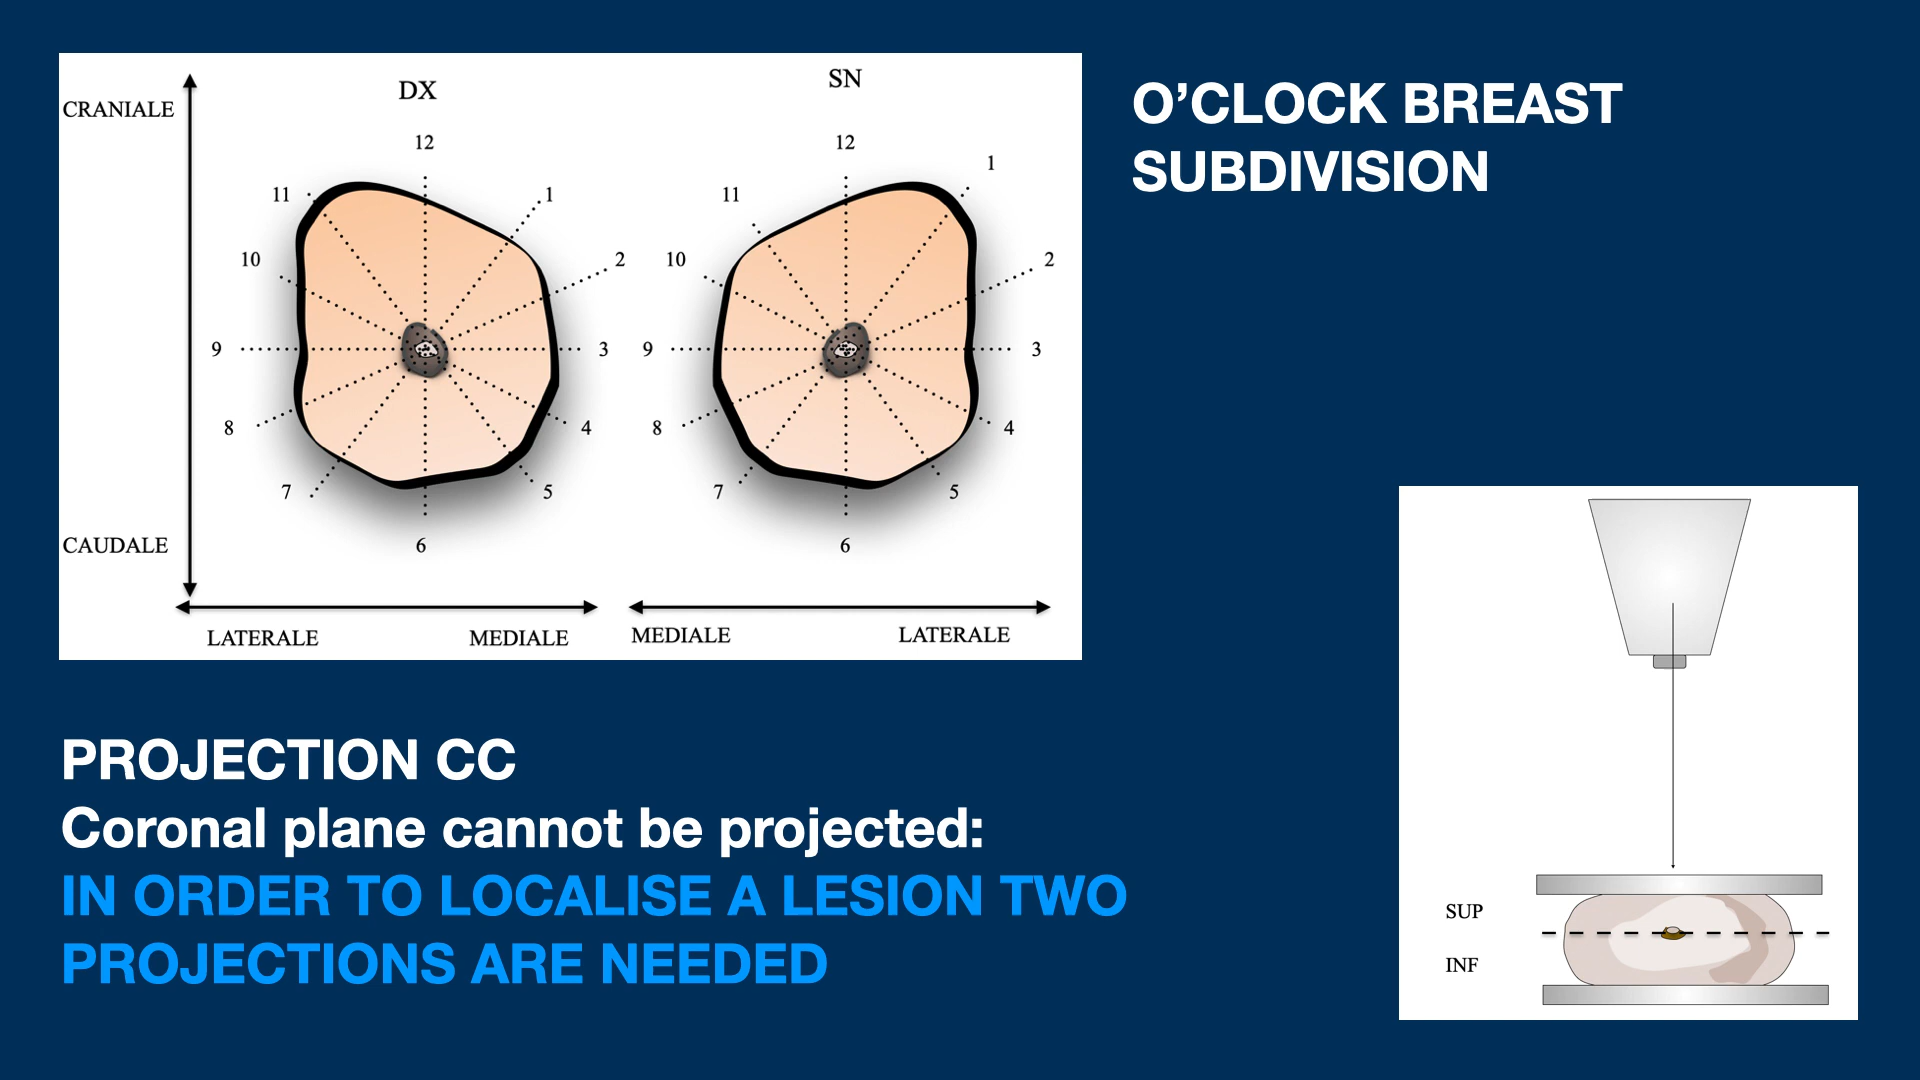 O’CLOCK BREAST
SUBDIVISION
DX
SN
CRANIALE
12
11
1
10
2
9
3
8
4
7
5
6
12
11
1
10
2
9
3
8
4
7
5
6
CAUDALE
LATERALE
MEDIALE
MEDIALE
LATERALE
PROJECTION CC
Coronal plane cannot be projected:
IN ORDER TO LOCALISE A LESION TWO
PROJECTIONS ARE NEEDED
SUP
INF